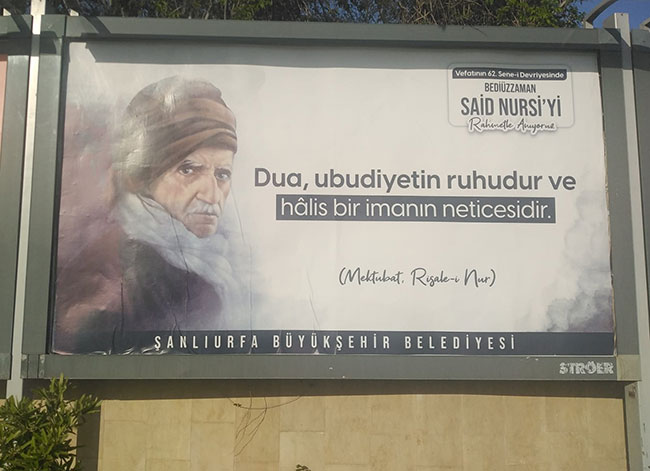 Vefatının 62. Sene-i Devriyesinde
BEDİÜZZAMAN
SAİD NURSİ'Yİ
Rahmetle Anıyoruz
Dua, ubudiyetin ruhudur ve
hâlis bir imanın neticesidir.
(Mektubat, Risale-i Nur)
ŞANLIURFA BÜYÜKŞEHİR BELEDİYESİ
STRÖER